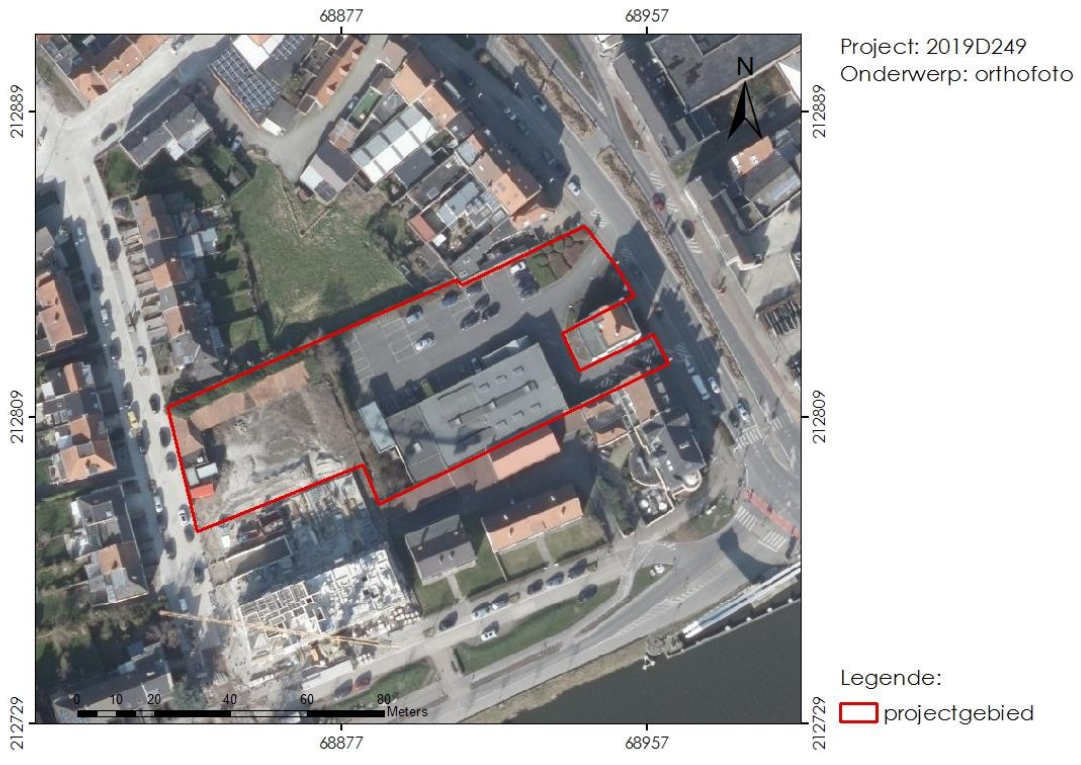 68877
68957
Project: 2019D249
Onderwerp: orthofoto
N
212889
212889
212809
212809
0 10 20 40 60 80
Meters
Legende:
projectgebied
212729
212729
68877
68957